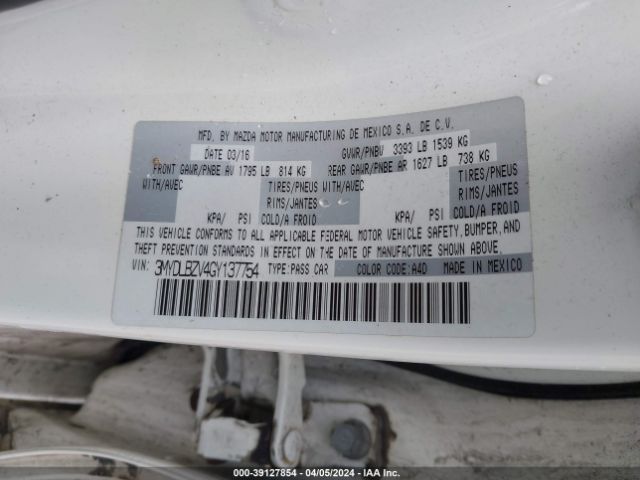 MFD. BY MAZDA MOTOR MANUFACTURING DE MEXICO S.A. DE C.V.
DATE 03/16 GVWR/PNBV 3393 LB 1539 KG
FRONT GAWR/PNBE AV 1795 LB 814 KG REAR GAWR/PNBE AR 1627 LB 738 KG
WITH/AVEC TIRES/PNEUS WITH/AVEC TIRES/PNEUS
RIMS/JANTES RIMS/JANTES
KPA/ PSI COLD/A FROID KPA/ PSI COLD/A FROID
THIS VEHICLE CONFORMS TO ALL APPLICABLE FEDERAL MOTOR VEHICLE SAFETY, BUMPER, AND
THEFT PREVENTION STANDARDS IN EFFECT ON THE DATE OF MANUFACTURE SHOWN ABOVE.
VIN: 3MYDLBZV4GY137754 TYPE:PASS CAR COLOR CODE:A4D MADE IN MEXICO
000-39127854 - 04/05/2024 - IAA Inc.